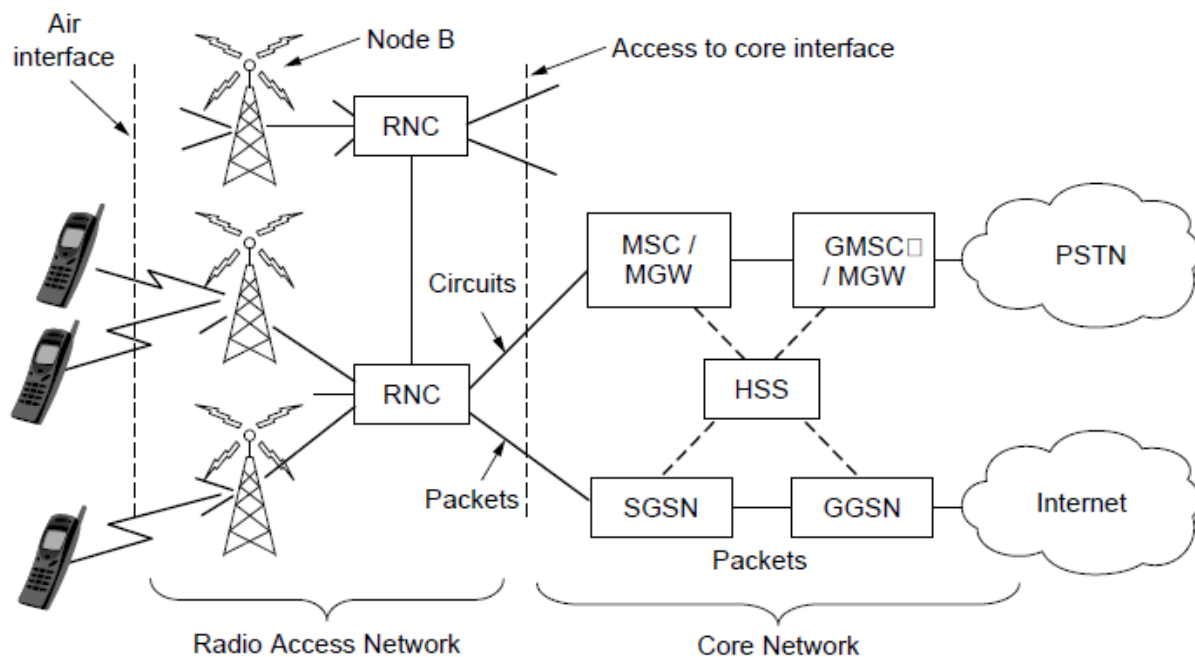 Air
interface
Node B
Access to core interface
RNC
MSC /
MGW
GMSC□
/ MGW
PSTN
Circuits
RNC
HSS
Packets
SGSN
GGSN
Internet
Packets
Radio Access Network
Core Network